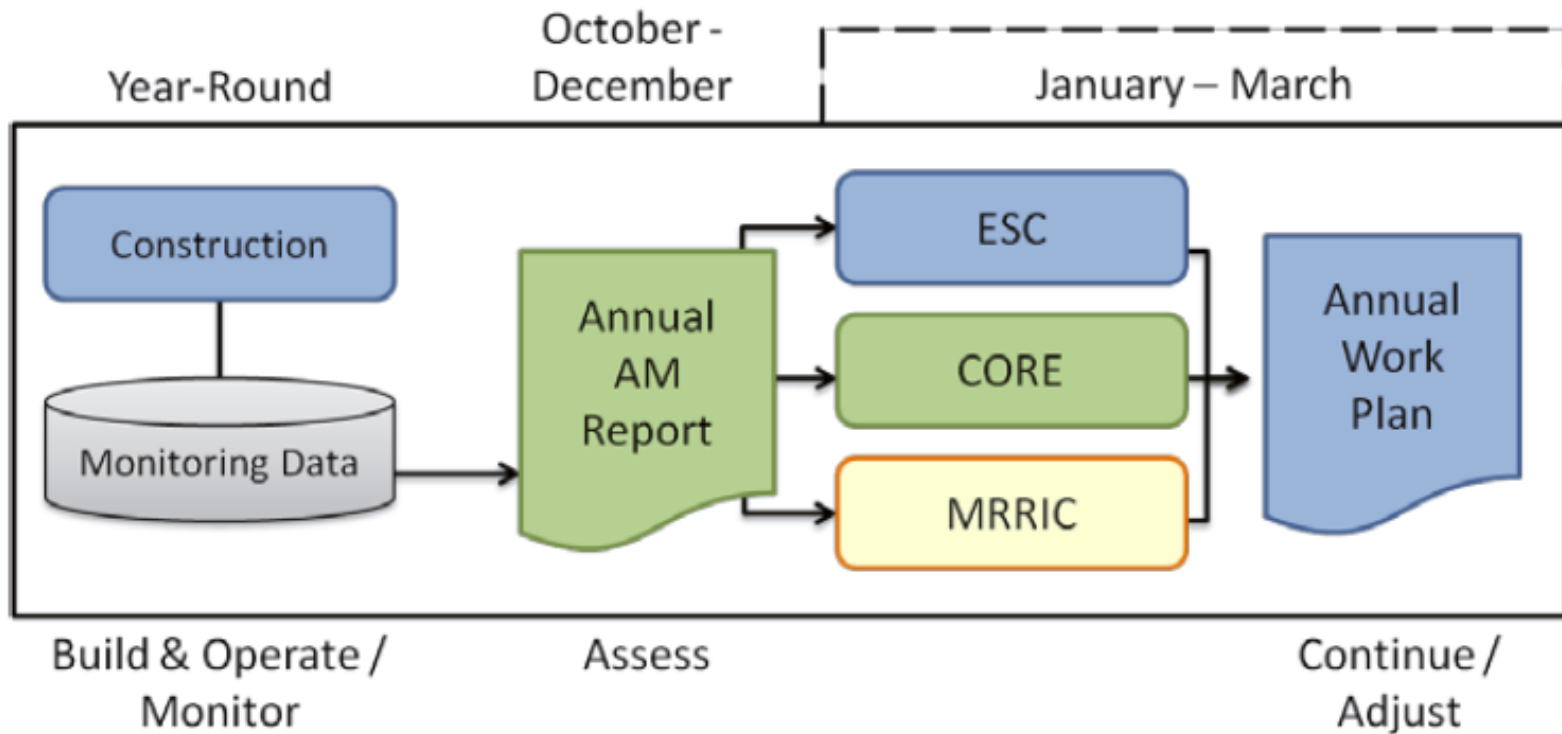 Year-Round
October -
December
January – March
Construction
Monitoring Data
Annual
AM
Report
ESC
CORE
MRRIC
Annual
Work
Plan
Build & Operate /
Monitor
Assess
Continue /
Adjust